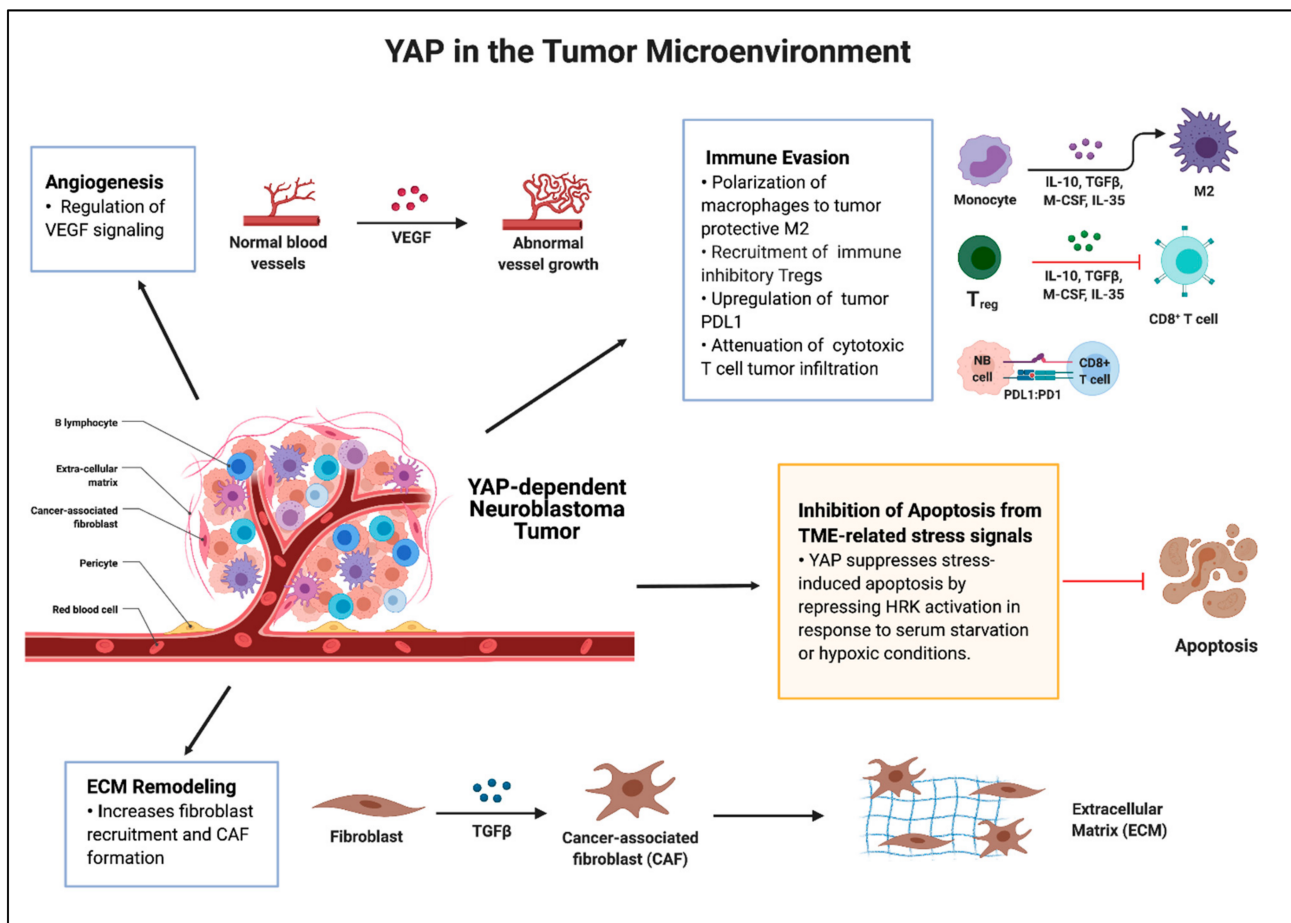 YAP in the Tumor Microenvironment
Angiogenesis
• Regulation of
VEGF signaling
Normal blood
vessels
VEGF
Abnormal
vessel growth
Immune Evasion
• Polarization of
macrophages to tumor
protective M2
• Recruitment of immune
inhibitory Tregs
• Upregulation of tumor
PDL1
• Attenuation of cytotoxic
T cell tumor infiltration
Monocyte
IL-10, TGFβ,
M-CSF, IL-35
M2
Treg
IL-10, TGFβ,
M-CSF, IL-35
CD8+ T cell
NB
cell
CD8+
T cell
PDL1:PD1
B lymphocyte
Extra-cellular
matrix
Cancer-associated
fibroblast
Pericyte
Red blood cell
YAP-dependent
Neuroblastoma
Tumor
Inhibition of Apoptosis from
TME-related stress signals
• YAP suppresses stress-
induced apoptosis by
repressing HRK activation in
response to serum starvation
or hypoxic conditions.
Apoptosis
ECM Remodeling
• Increases fibroblast
recruitment and CAF
formation
Fibroblast
TGFβ
Cancer-associated
fibroblast (CAF)
Extracellular
Matrix (ECM)